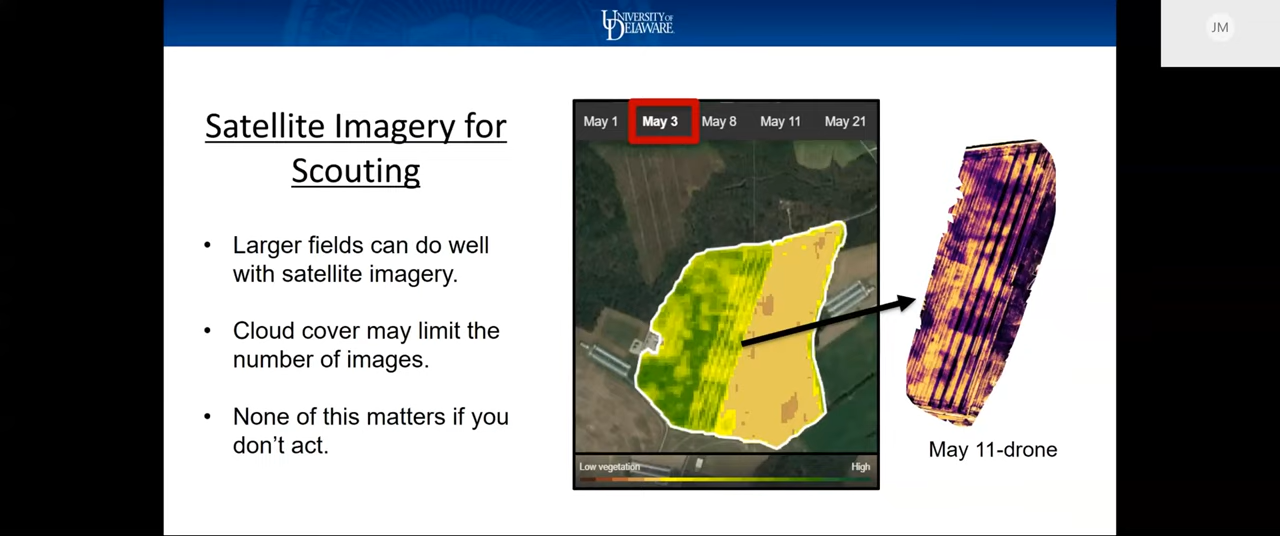 UNIVERSITY OF
DELAWARE
JM
Satellite Imagery for
Scouting
• Larger fields can do well
with satellite imagery.
• Cloud cover may limit the
number of images.
• None of this matters if you
don't act.
May 1 May 3 May 8 May 11 May 21
Low vegetation High
May 11-drone